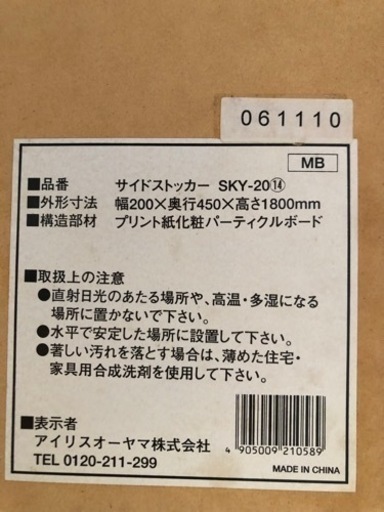 061110
MB
■品番　サイドストッカー SKY-20⑭
■外形寸法　幅200×奥行450×高さ1800mm
■構造部材　プリント紙化粧パーティクルボード
■取扱上の注意
●直射日光のあたる場所や、高温・多湿になる
場所に置かないで下さい。
●水平で安定した場所に設置して下さい。
●著しい汚れを落とす場合は、薄めた住宅・
家具用合成洗剤を使用して下さい。
■表示者
アイリスオーヤマ株式会社
TEL 0120-211-299
4 905009 210589
MADE IN CHINA